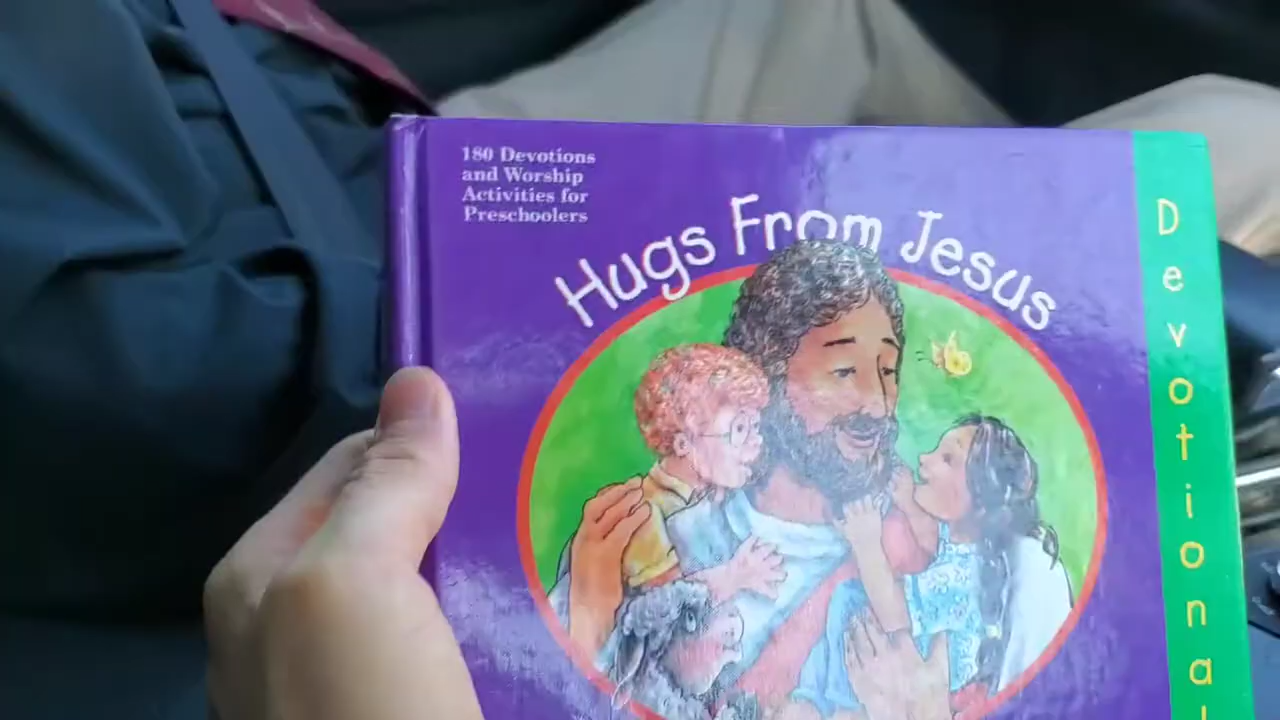 180 Devotions
and Worship
Activities for
Preschoolers
Hugs From Jesus
Devotional